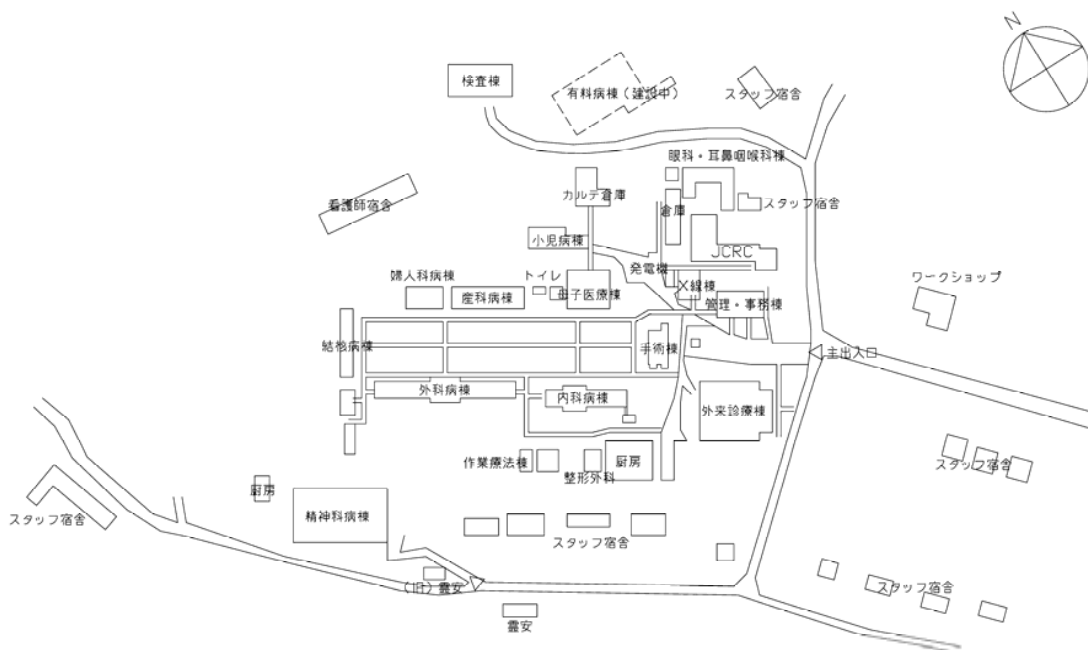 N
検査棟
有料病棟（建設中）
スタッフ宿舎
眼科・耳鼻咽喉科棟
カルテ倉庫
看護師宿舎
倉庫
スタッフ宿舎
小児病棟
JCRC
発電機
婦人科病棟
トイレ
ワークショップ
産科病棟
母子医療棟
X線棟
管理・事務棟
結核病棟
手術棟
主出入口
外科病棟
内科病棟
外来診療棟
作業療法棟
厨房
スタッフ宿舎
整形外科
厨房
スタッフ宿舎
精神科病棟
スタッフ宿舎
（旧）霊安
スタッフ宿舎
霊安